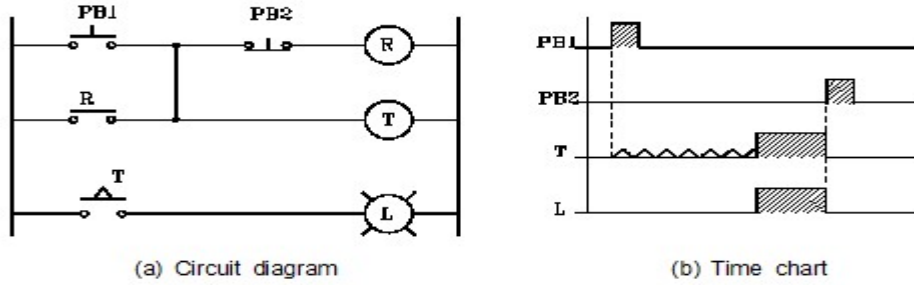 PB1 PB2
R
R
T
T
L
(a) Circuit diagram
PB1
PB2
T
L
(b) Time chart